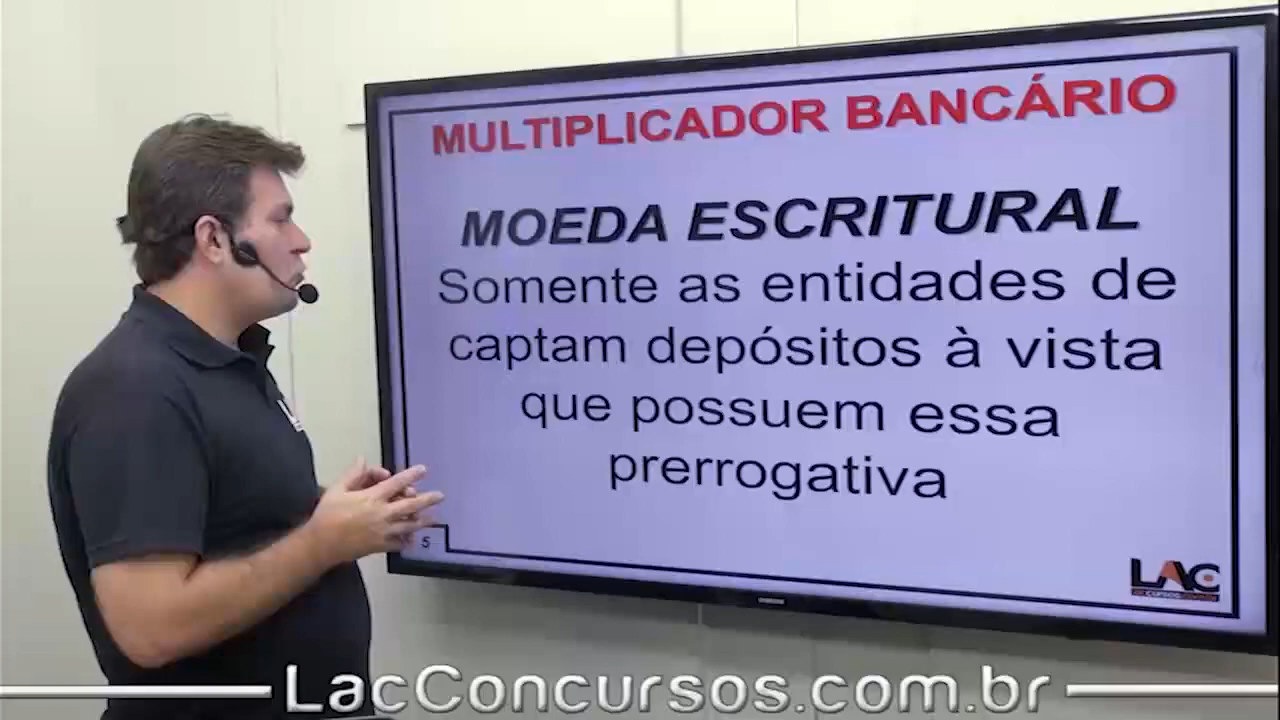 MULTIPLICADOR BANCÁRIO
MOEDA ESCRITURAL
Somente as entidades de
captam depósitos à vista
que possuem essa
prerrogativa
5
LAC
LacConcursos.com.br